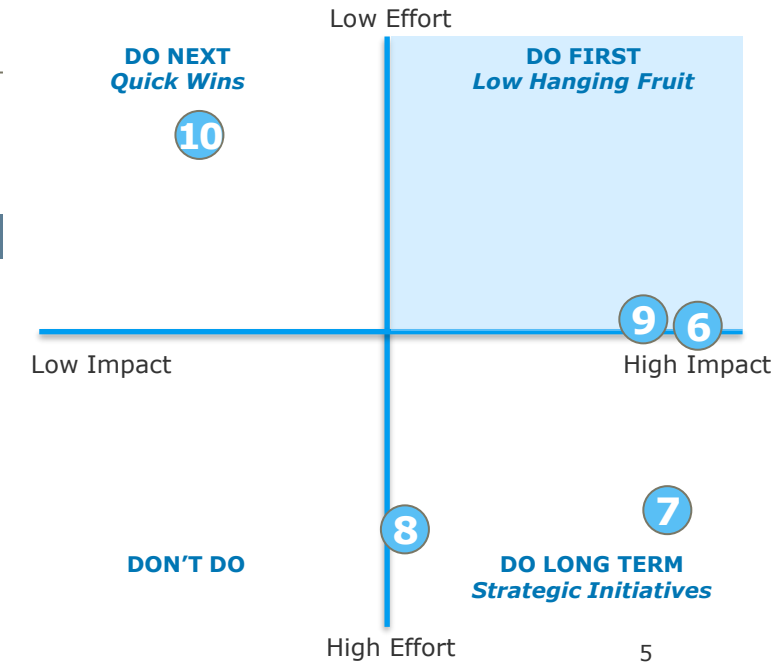 Low Effort
DO NEXT
Quick Wins
DO FIRST
Low Hanging Fruit
10
9
6
Low Impact
High Impact
7
8
DON'T DO
DO LONG TERM
Strategic Initiatives
High Effort
5